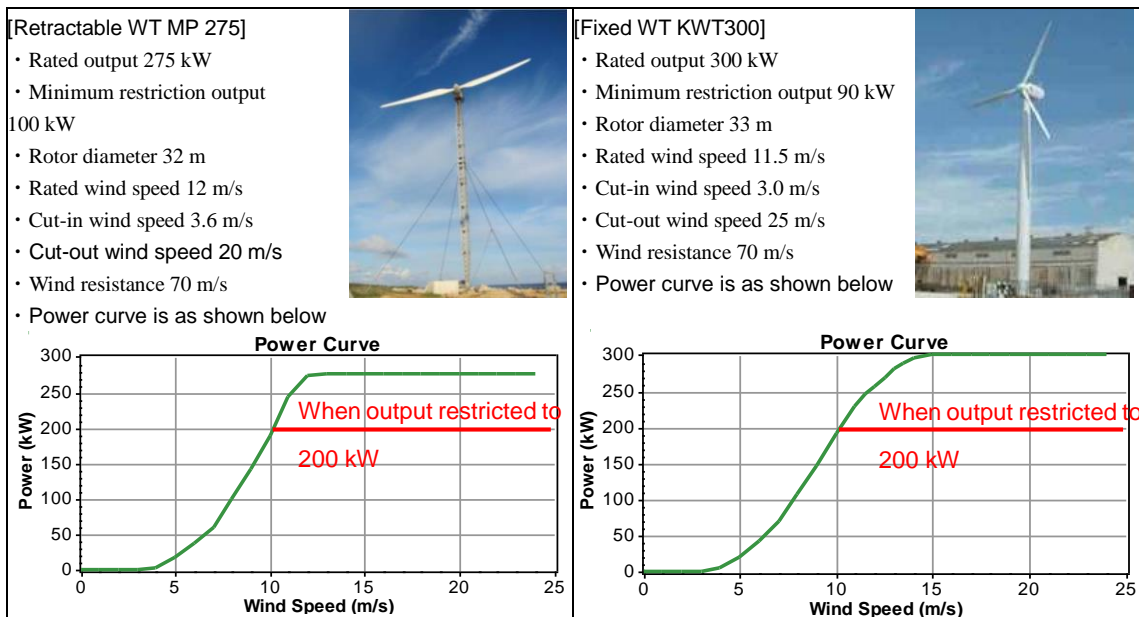 [Retractable WT MP 275]
・Rated output 275 kW
・Minimum restriction output
100 kW
・Rotor diameter 32 m
・Rated wind speed 12 m/s
・Cut-in wind speed 3.6 m/s
・Cut-out wind speed 20 m/s
・Wind resistance 70 m/s
・Power curve is as shown below
Power Curve
300
250
200
150
100
50
0
Power (kW)
When output restricted to
200 kW
0 5 10 15 20 25
Wind Speed (m/s)
[Fixed WT KWT300]
・Rated output 300 kW
・Minimum restriction output 90 kW
・Rotor diameter 33 m
・Rated wind speed 11.5 m/s
・Cut-in wind speed 3.0 m/s
・Cut-out wind speed 25 m/s
・Wind resistance 70 m/s
・Power curve is as shown below
Power Curve
300
250
200
150
100
50
0
Power (kW)
When output restricted to
200 kW
0 5 10 15 20 25
Wind Speed (m/s)